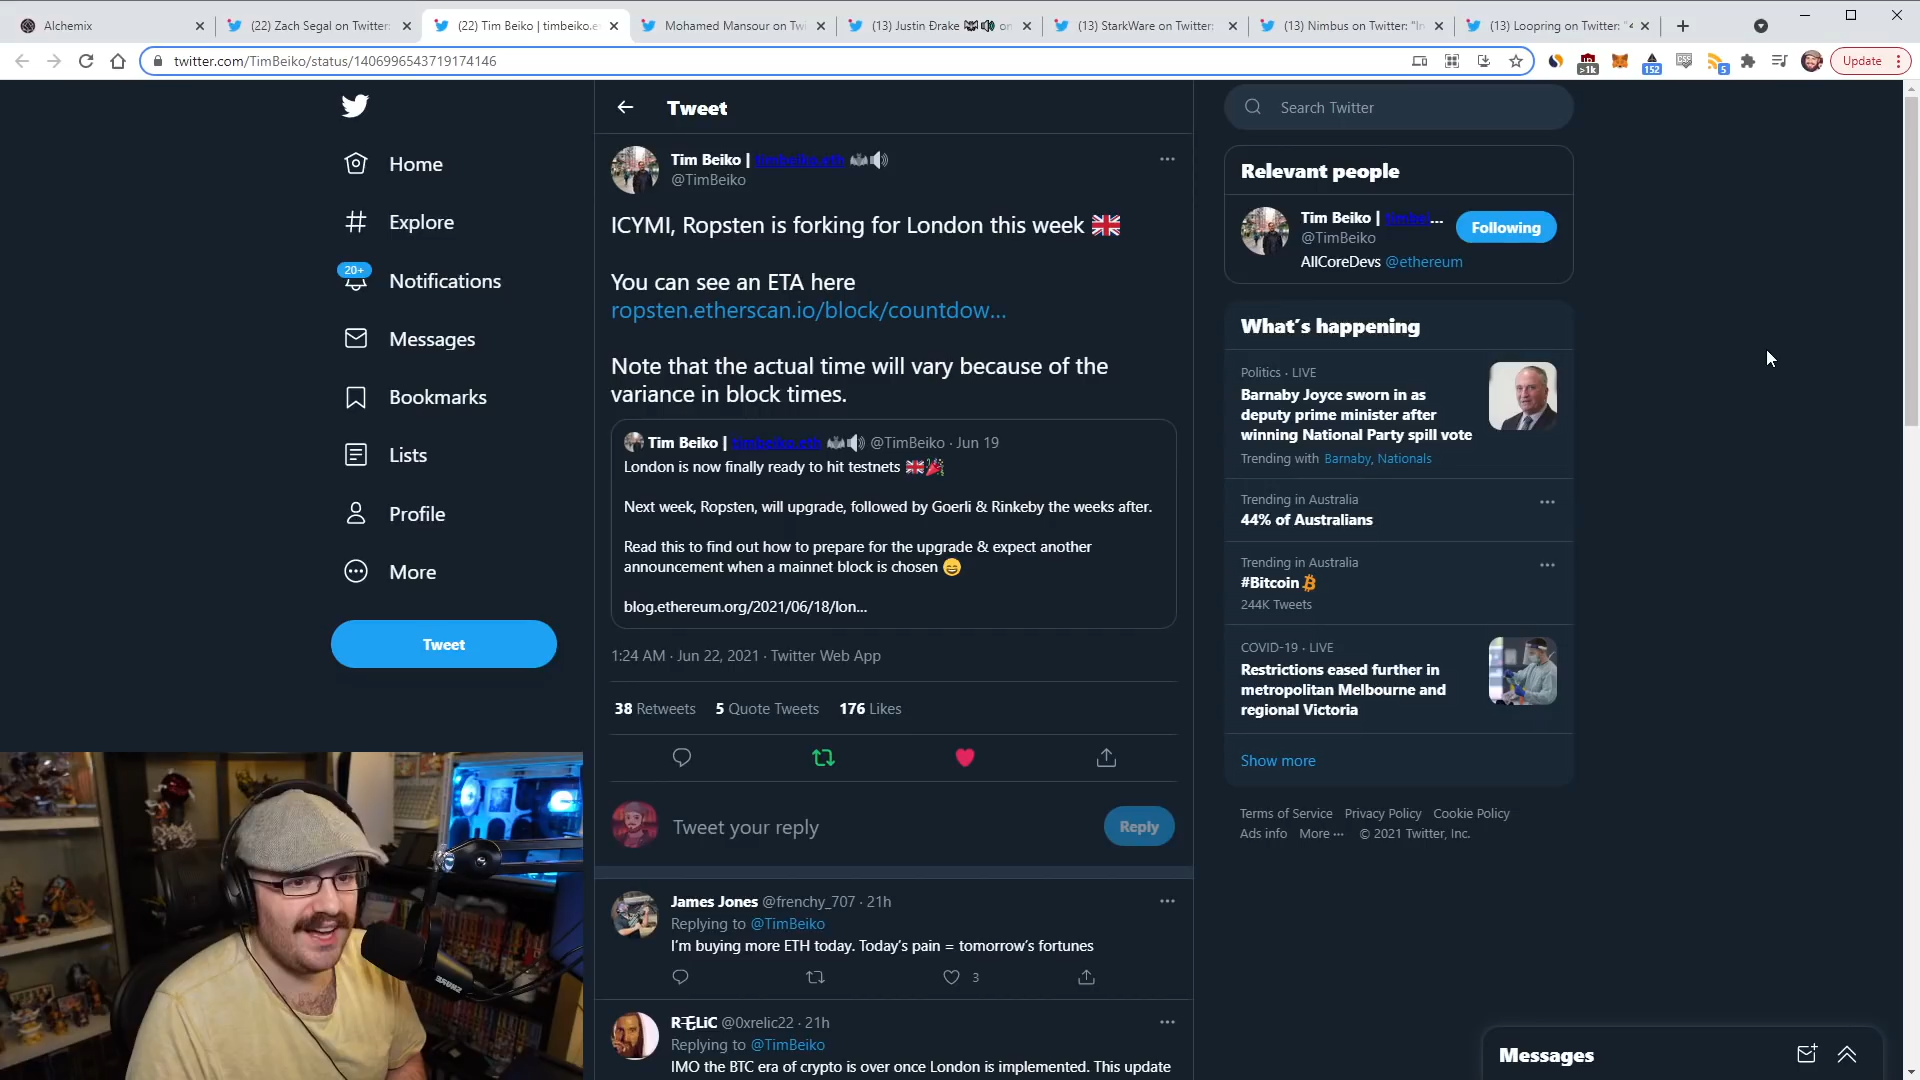 Alchemix
(22) Zach Segal on Twitter:
(22) Tim Beiko | timbeiko.e
Mohamed Mansour on Tw
(13) Justin Drake on
(13) StarkWare on Twitter:
(13) Nimbus on Twitter: "In
(13) Loopring on Twitter: "
twitter.com/TimBeiko/status/1406996543719174146
>1k
152
5
Update
Home
Explore
20+
Notifications
Messages
Bookmarks
Lists
Profile
More
Tweet
Tweet
Tim Beiko | timbeiko.eth
@TimBeiko
ICYMI, Ropsten is forking for London this week 🇬🇧
You can see an ETA here
ropsten.etherscan.io/block/countdow...
Note that the actual time will vary because of the
variance in block times.
Tim Beiko | timbeiko.eth 🦇🔊 @TimBeiko · Jun 19
London is now finally ready to hit testnets 🇬🇧🎉
Next week, Ropsten, will upgrade, followed by Goerli & Rinkeby the weeks after.
Read this to find out how to prepare for the upgrade & expect another
announcement when a mainnet block is chosen 😄
blog.ethereum.org/2021/06/18/lon...
1:24 AM · Jun 22, 2021 · Twitter Web App
38 Retweets 5 Quote Tweets 176 Likes
Tweet your reply
Reply
James Jones @frenchy_707 · 21h
Replying to @TimBeiko
I'm buying more ETH today. Today's pain = tomorrow's fortunes
3
RELiC @0xrelic22 · 21h
Replying to @TimBeiko
IMO the BTC era of crypto is over once London is implemented. This update
Search Twitter
Relevant people
Tim Beiko | timbei...
@TimBeiko
Following
AllCoreDevs @ethereum
What's happening
Politics · LIVE
Barnaby Joyce sworn in as
deputy prime minister after
winning National Party spill vote
Trending with Barnaby, Nationals
Trending in Australia
44% of Australians
Trending in Australia
#Bitcoin
244K Tweets
COVID-19 · LIVE
Restrictions eased further in
metropolitan Melbourne and
regional Victoria
Show more
Terms of Service Privacy Policy Cookie Policy
Ads info More ··· © 2021 Twitter, Inc.
Messages